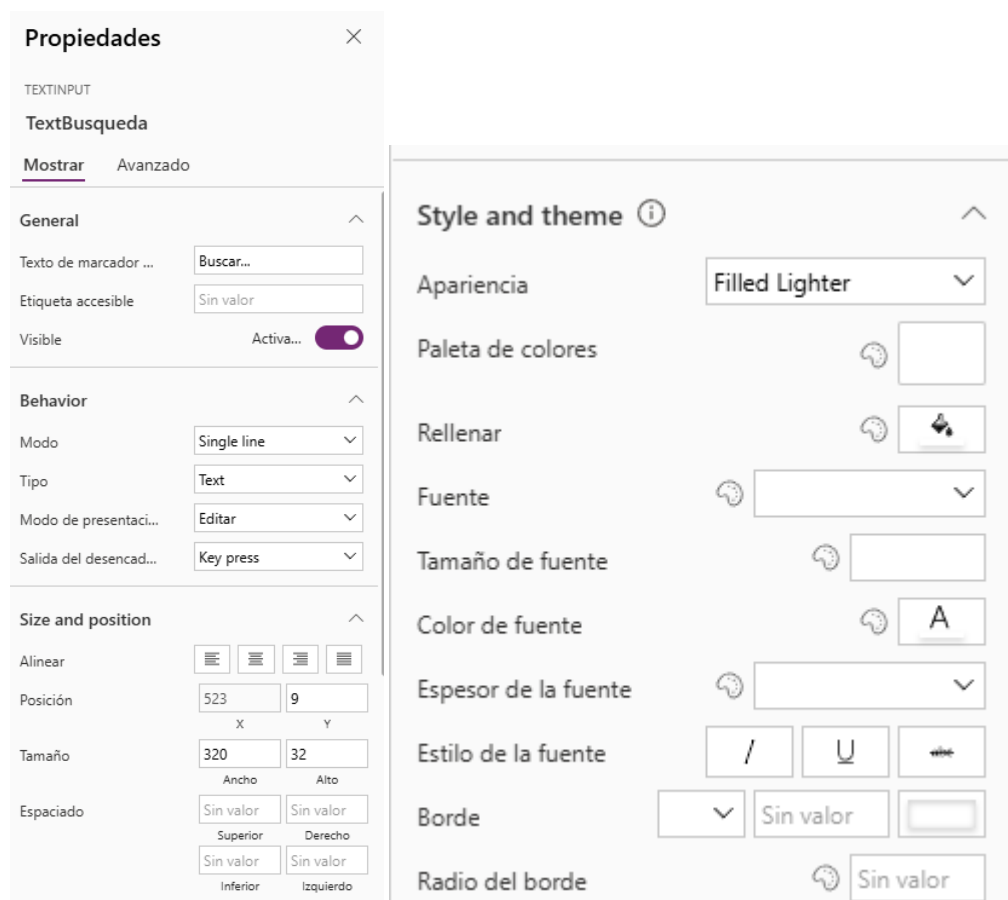 Propiedades
TEXTINPUT
TextBusqueda
Mostrar Avanzado
General
Texto de marcador ... Buscar...
Etiqueta accesible Sin valor
Visible Activa...
Behavior
Modo Single line
Tipo Text
Modo de presentaci... Editar
Salida del desencad... Key press
Size and position
Alinear
Posición 523 9
X Y
Tamaño 320 32
Ancho Alto
Espaciado Sin valor Sin valor
Superior Derecho
Sin valor Sin valor
Inferior Izquierdo
Style and theme
Apariencia Filled Lighter
Paleta de colores
Rellenar
Fuente
Tamaño de fuente
Color de fuente A
Espesor de la fuente
Estilo de la fuente / U abc
Borde Sin valor
Radio del borde Sin valor